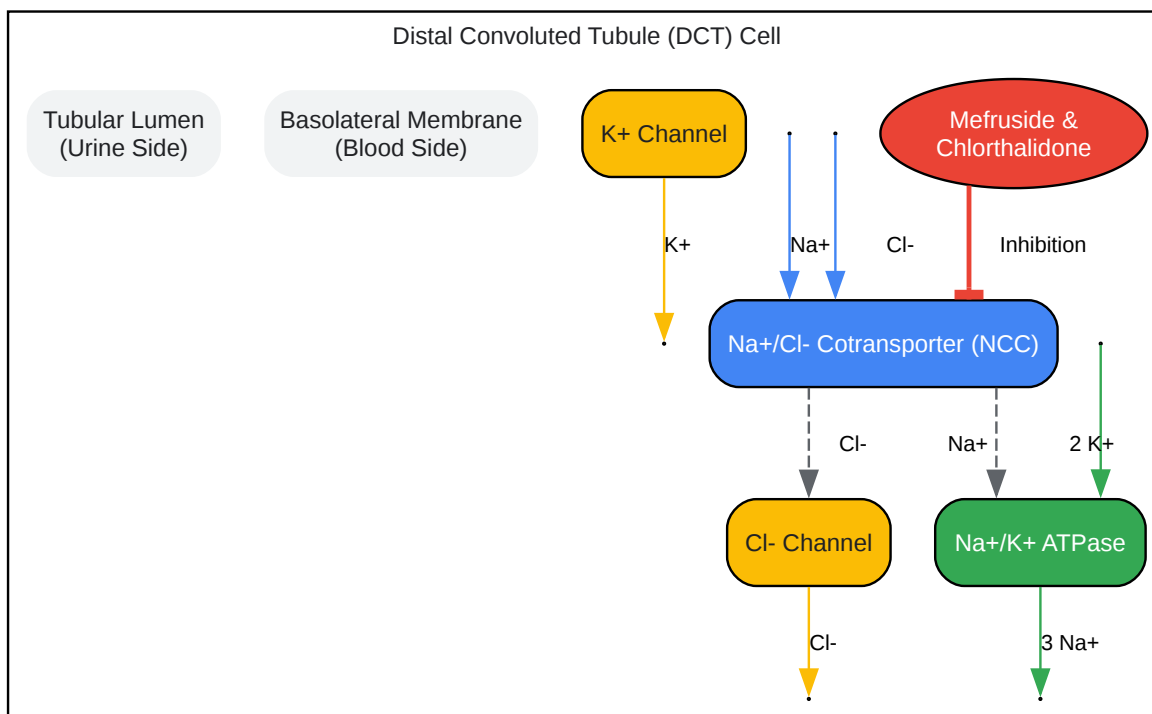 Distal Convoluted Tubule (DCT) Cell
Tubular Lumen
(Urine Side)
Basolateral Membrane
(Blood Side)
K+ Channel
Mefruside &
Chlorthalidone
K+
Na+
Cl-
Inhibition
Na+/Cl- Cotransporter (NCC)
Cl-
Na+
2 K+
Cl- Channel
Na+/K+ ATPase
Cl-
3 Na+